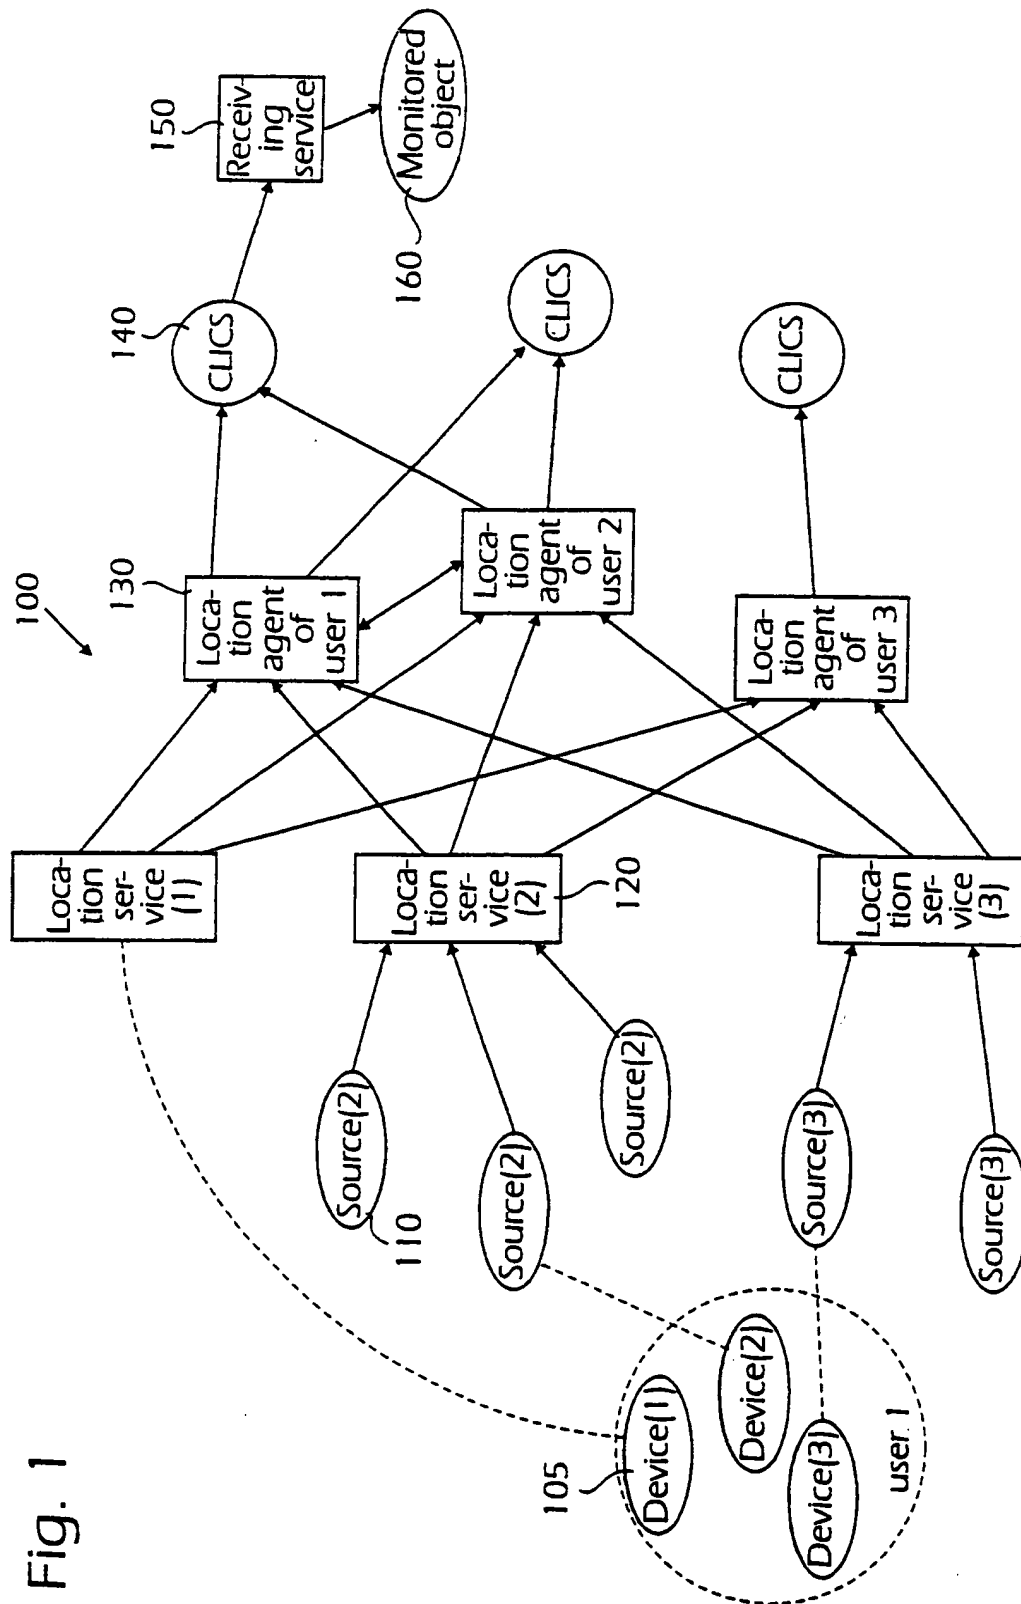 Fig. 1
100
105
Device(1)
Device(2)
Device(3)
user 1
110
Source(2)
Source(2)
Source(2)
Source(3)
Source(3)
Loca-
tion
ser-
vice
(1)
Loca-
tion
ser-
vice
(2)
120
Loca-
tion
ser-
vice
(3)
130
Loca-
tion
agent
of
user 1
Loca-
tion
agent
of
user 2
Loca-
tion
agent
of
user 3
140
CLICS
CLICS
CLICS
150
Receiv-
ing
service
160
Monitored
object